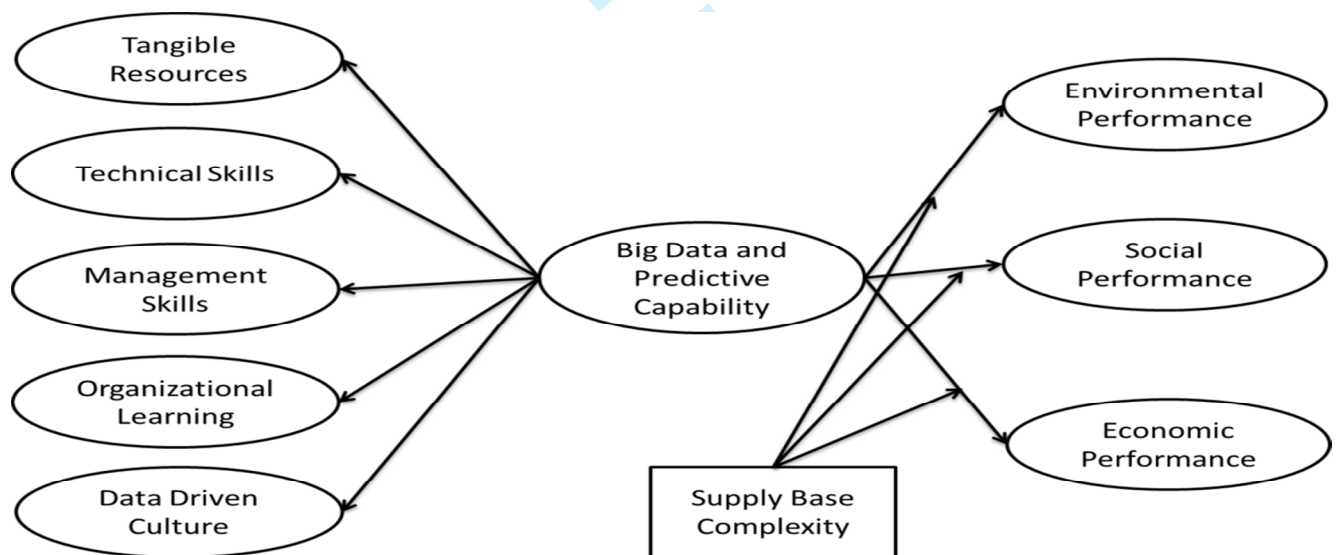 Tangible
Resources
Technical Skills
Management
Skills
Organizational
Learning
Data Driven
Culture
Big Data and
Predictive
Capability
Supply Base
Complexity
Environmental
Performance
Social
Performance
Economic
Performance